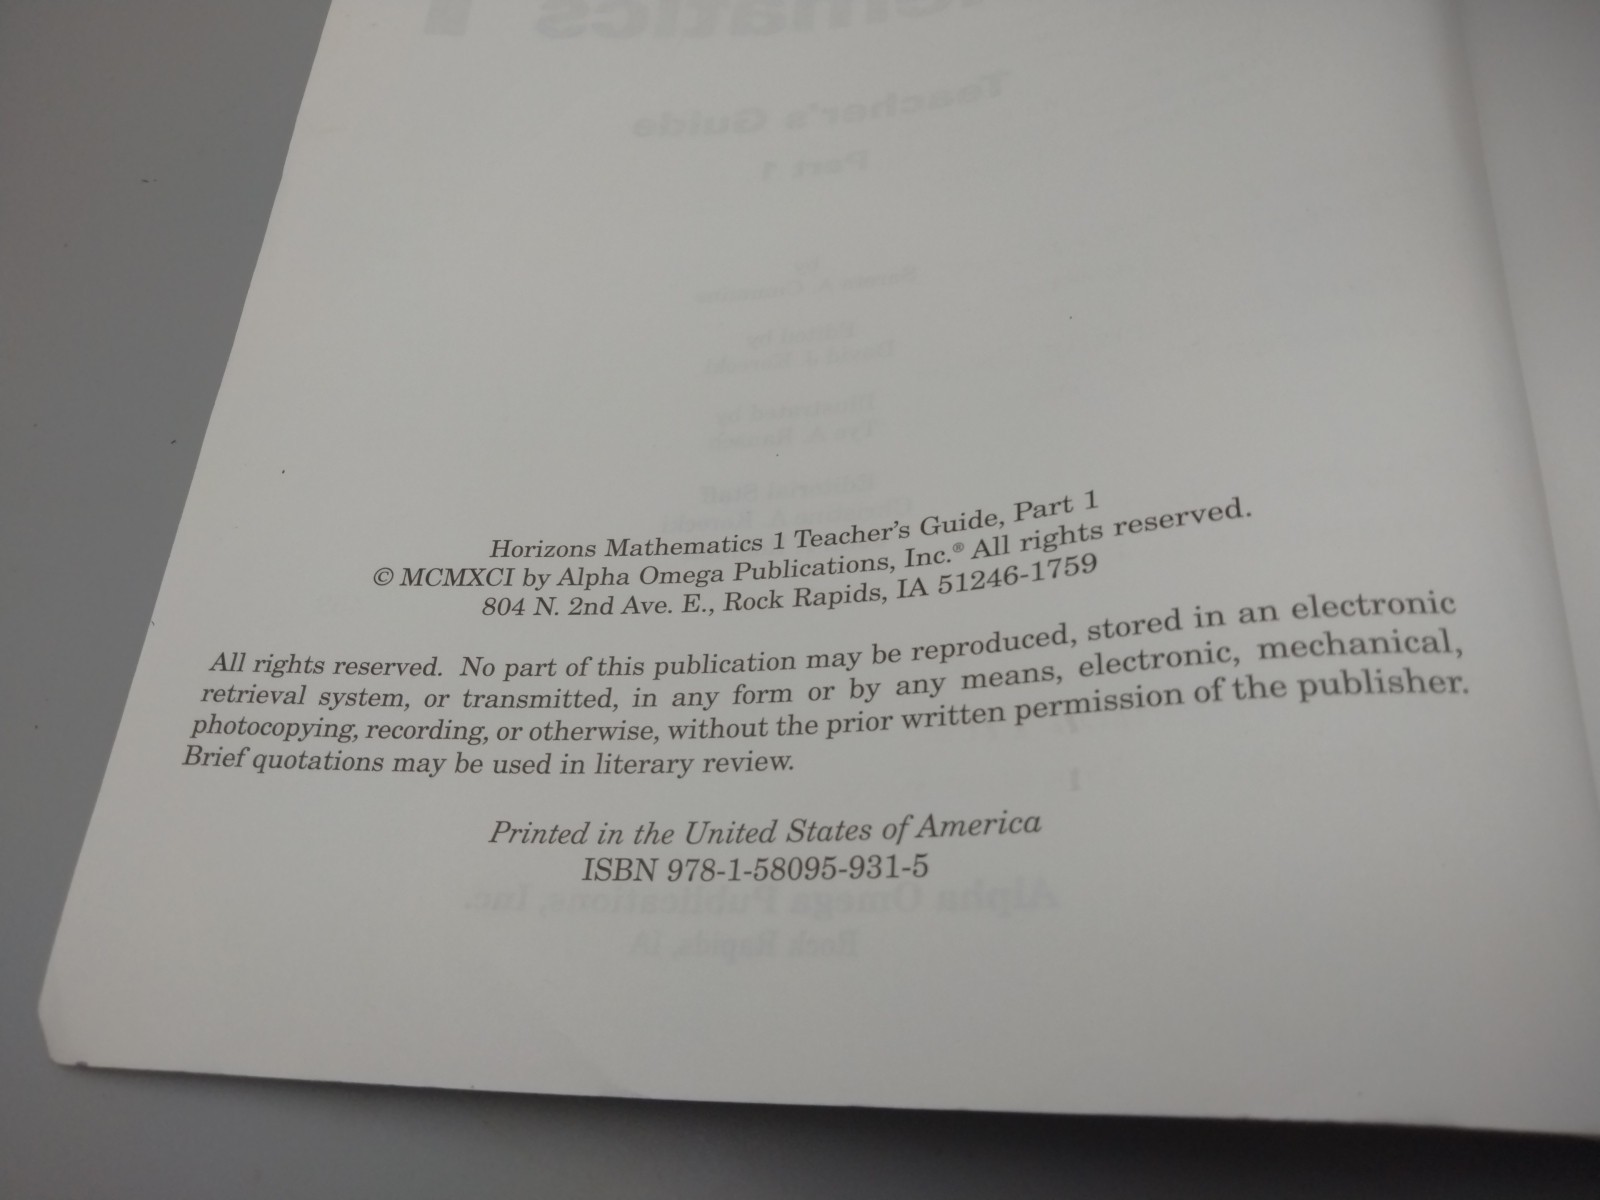 Horizons Mathematics 1 Teacher's Guide, Part 1
© MCMXCI by Alpha Omega Publications, Inc.® All rights reserved.
804 N. 2nd Ave. E., Rock Rapids, IA 51246-1759
All rights reserved. No part of this publication may be reproduced, stored in an electronic
retrieval system, or transmitted, in any form or by any means, electronic, mechanical,
photocopying, recording, or otherwise, without the prior written permission of the publisher.
Brief quotations may be used in literary review.
Printed in the United States of America
ISBN 978-1-58095-931-5